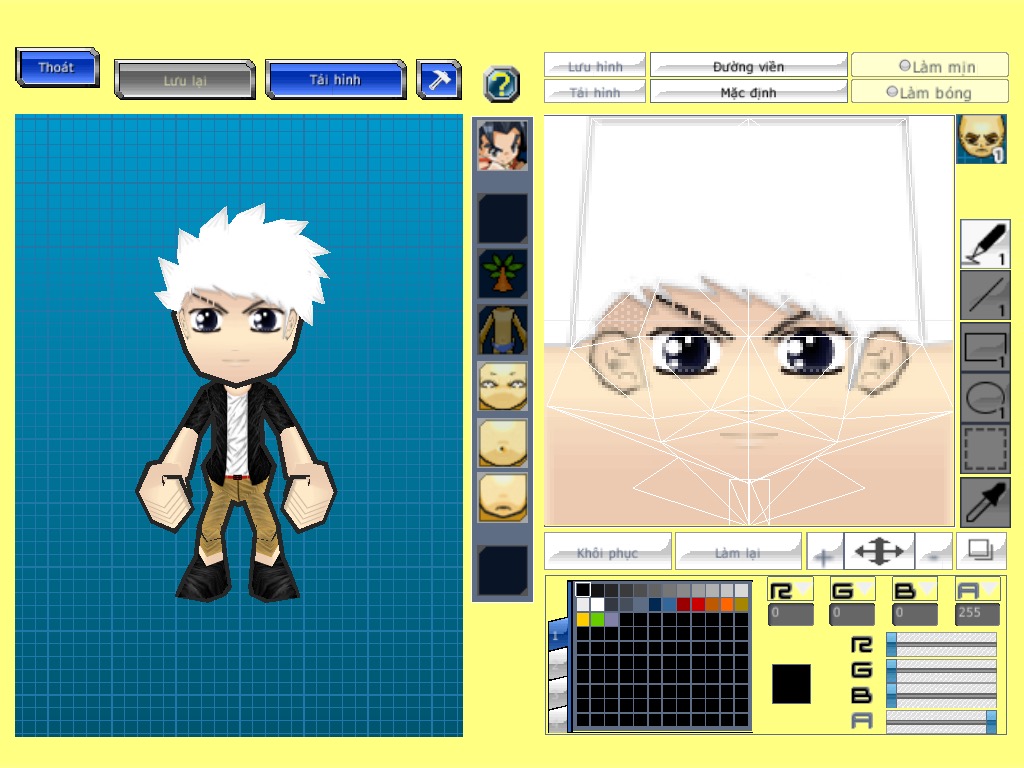 Thoát
Lưu lại
Tải hình
?
Lưu hình
Đường viền
Làm mịn
Tải hình
Mặc định
Làm bóng
1
1
1
1
1
Khôi phục
Làm lại
+
-
R
G
B
A
0
0
0
255
1
R
G
B
A